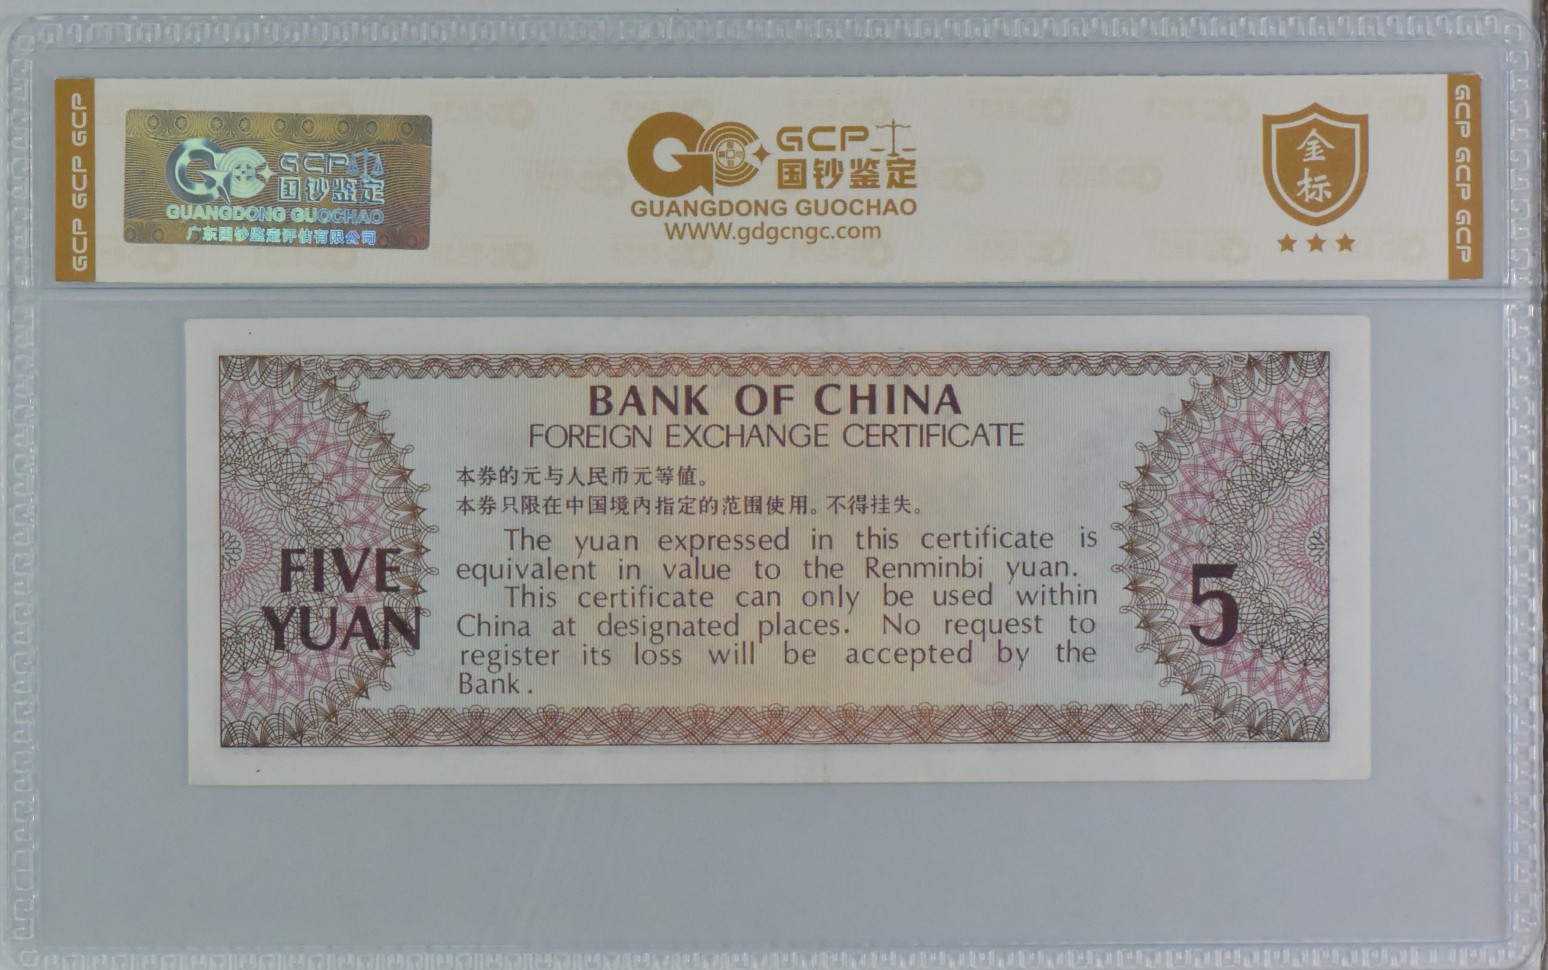 GCP GCP GCP
GCP
国钞鉴定
GUANGDONG GUOCHAO
广东国钞鉴定评估有限公司
GCP
国钞鉴定
GUANGDONG GUOCHAO
WWW.gdgcngc.com
金
标
GCP GCP GCP
BANK OF CHINA
FOREIGN EXCHANGE CERTIFICATE
本券的元与人民币元等値。
本券只限在中国境内指定的范围使用。不得挂失。
The yuan expressed in this certificate is
equivalent in value to the Renminbi yuan.
This certificate can only be used within
China at designated places. No request to
register its loss will be accepted by the
Bank.
FIVE
YUAN
5